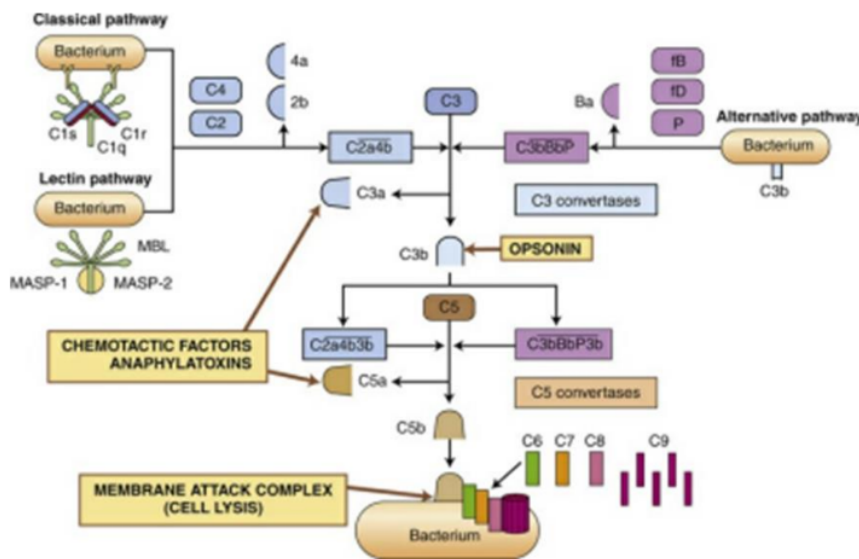 Classical pathway
Bacterium
C1s
C1r
C1q
Lectin pathway
Bacterium
MBL
MASP-1
MASP-2
C4
C2
4a
2b
C2a4b
C3
C3bBbP
Ba
fB
fD
P
Alternative pathway
Bacterium
C3b
C3a
C3 convertases
C3b
OPSONIN
C5
C2a4b3b
C3bBbP3b
CHEMOTACTIC FACTORS
ANAPHYLATOXINS
C5a
C5 convertases
C5b
C6
C7
C8
C9
MEMBRANE ATTACK COMPLEX
(CELL LYSIS)
Bacterium